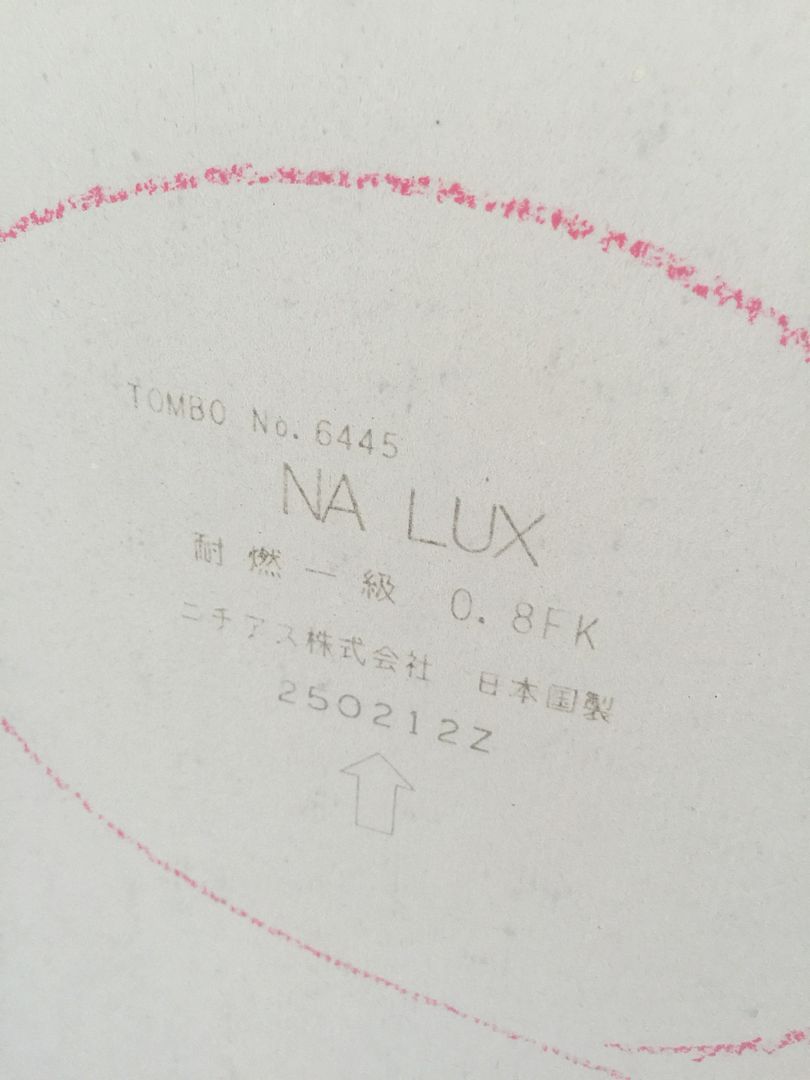 TOMBO No. 6445
NA LUX
耐燃一級 0.8FK
ニチアス株式会社 日本国製
250212Z